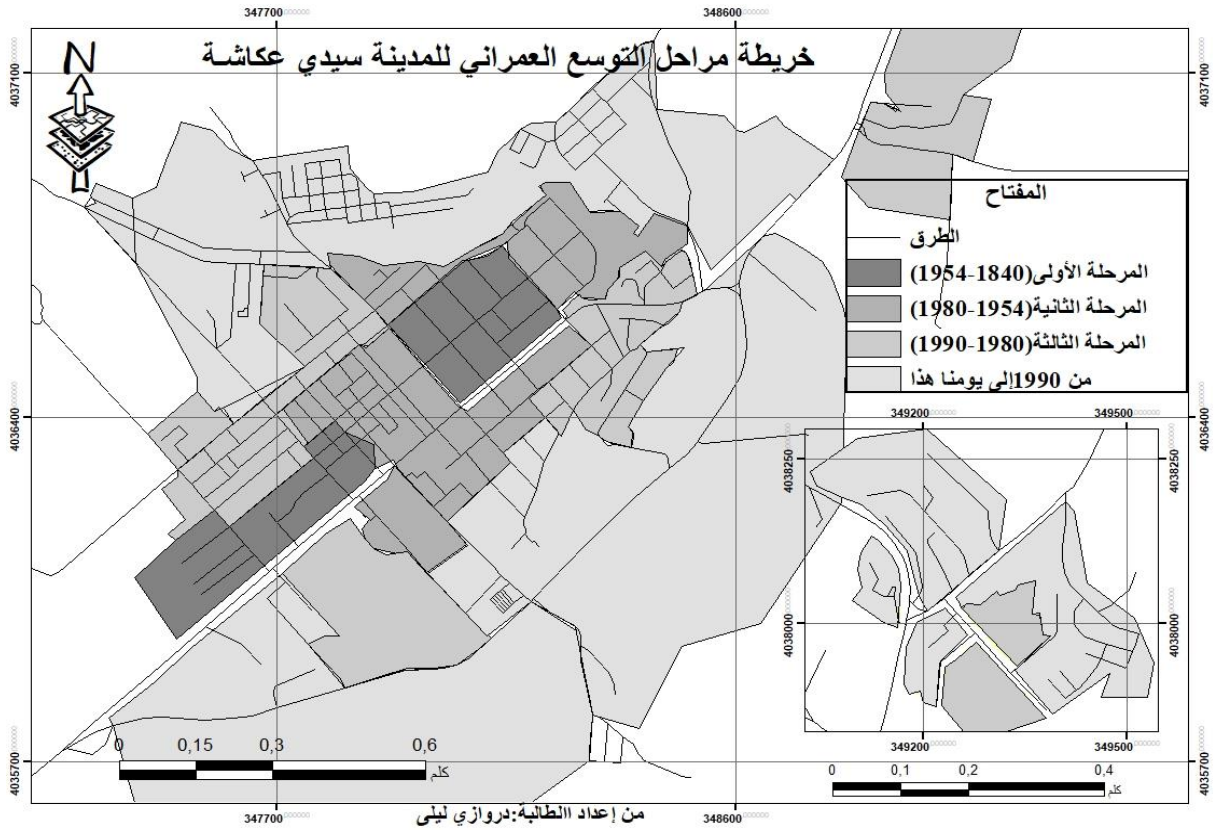 347700 348600
خريطة مراحل التوسع العمراني للمدينة سيدي عكاشة
N
4037100 4037100
المفتاح
الطرق
المرحلة الأولى(1840-1954)
المرحلة الثانية(1954-1980)
المرحلة الثالثة(1980-1990)
من 1990إلى يومنا هذا
4036400 4036400
349200 349500
4038250 4038250
4038000 4038000
349200 349500
4035700 4035700
0 0,15 0,3 0,6
كلم
0 0,1 0,2 0,4
كلم
347700 348600
من إعداد االطالبة:دروازي ليلى